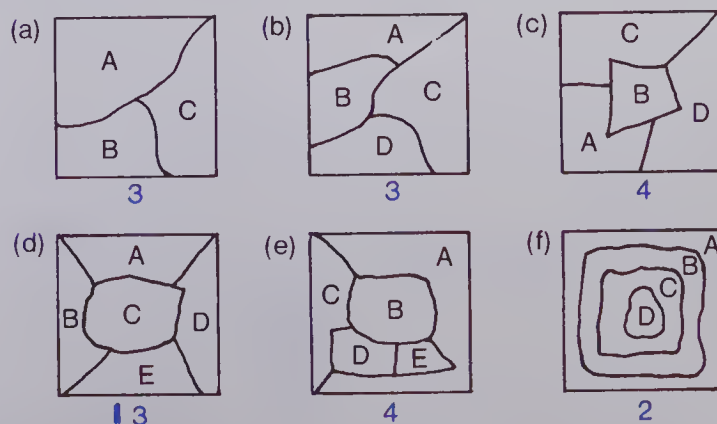 (a) A B C 3
(b) A B C D 3
(c) C B A D 4
(d) A B C D E 3
(e) A C B D E 4
(f) A B C D 2